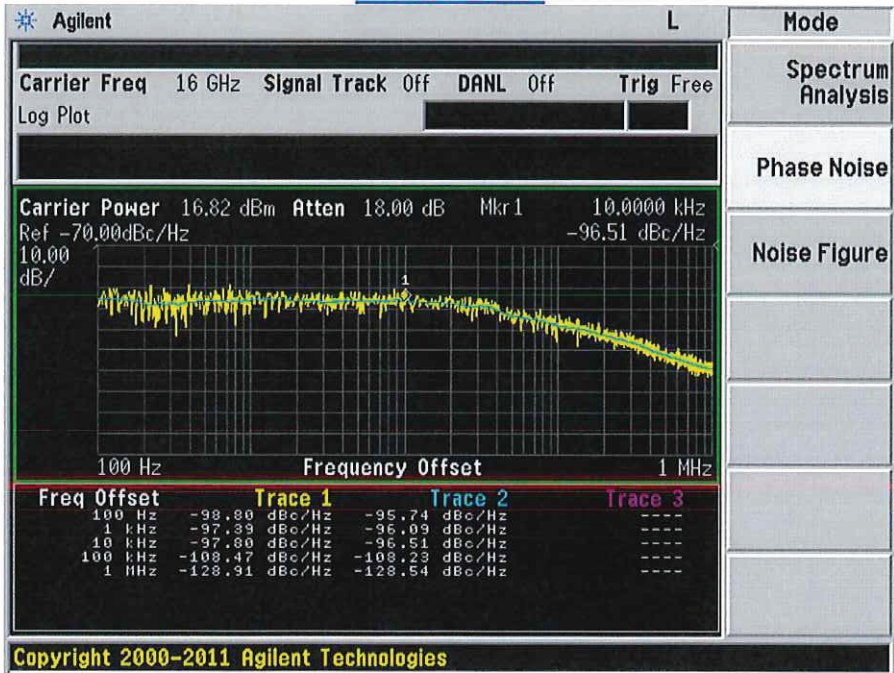 Agilent L Mode
Carrier Freq 16 GHz Signal Track Off DANL Off Trig Free
Log Plot
Spectrum
Analysis
Phase Noise
Noise Figure
Carrier Power 16.82 dBm Atten 18.00 dB Mkr1 10.0000 kHz
Ref -70.00dBc/Hz -96.51 dBc/Hz
10.00
dB/
1
100 Hz Frequency Offset 1 MHz
Freq Offset Trace 1 Trace 2 Trace 3
100 Hz -98.80 dBc/Hz -95.74 dBc/Hz ----
1 kHz -97.39 dBc/Hz -96.09 dBc/Hz ----
10 kHz -97.80 dBc/Hz -96.51 dBc/Hz ----
100 kHz -108.47 dBc/Hz -108.23 dBc/Hz ----
1 MHz -128.91 dBc/Hz -128.54 dBc/Hz ----
Copyright 2000-2011 Agilent Technologies